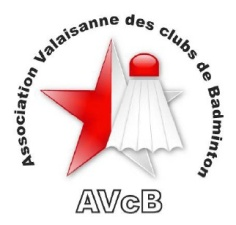 Association Valaisanne des clubs de Badminton
AVcB